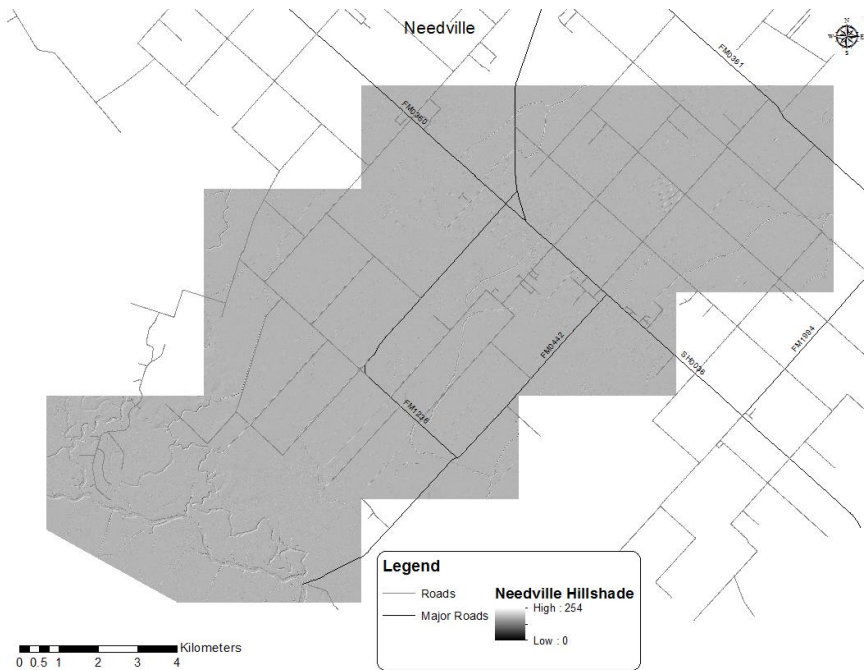 Needville
N
W E
S
FM0361
FM0360
FM0442
FM1994
SH0036
FM1236
Legend
Roads
Major Roads
Needville Hillshade
High : 254
Low : 0
Kilometers
0 0.5 1 2 3 4